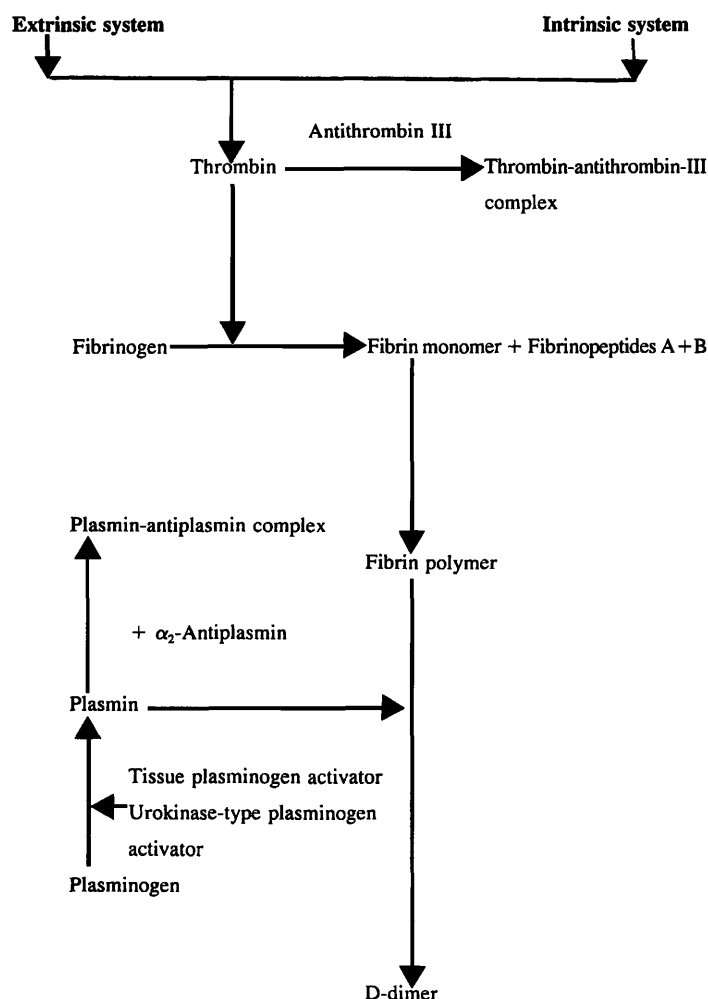 Extrinsic system
Intrinsic system
Antithrombin III
Thrombin
Thrombin-antithrombin-III
complex
Fibrinogen
Fibrin monomer + Fibrinopeptides A+B
Plasmin-antiplasmin complex
Fibrin polymer
+ α₂-Antiplasmin
Plasmin
Tissue plasminogen activator
Urokinase-type plasminogen
activator
Plasminogen
D-dimer